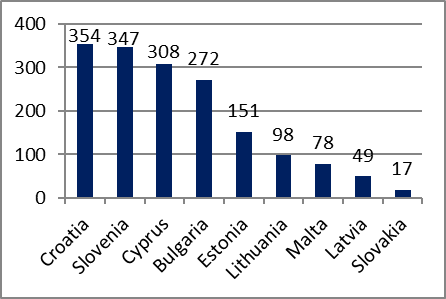 400
300
200
100
0
354
347
308
272
151
98
78
49
17
Croatia
Slovenia
Cyprus
Bulgaria
Estonia
Lithuania
Malta
Latvia
Slovakia